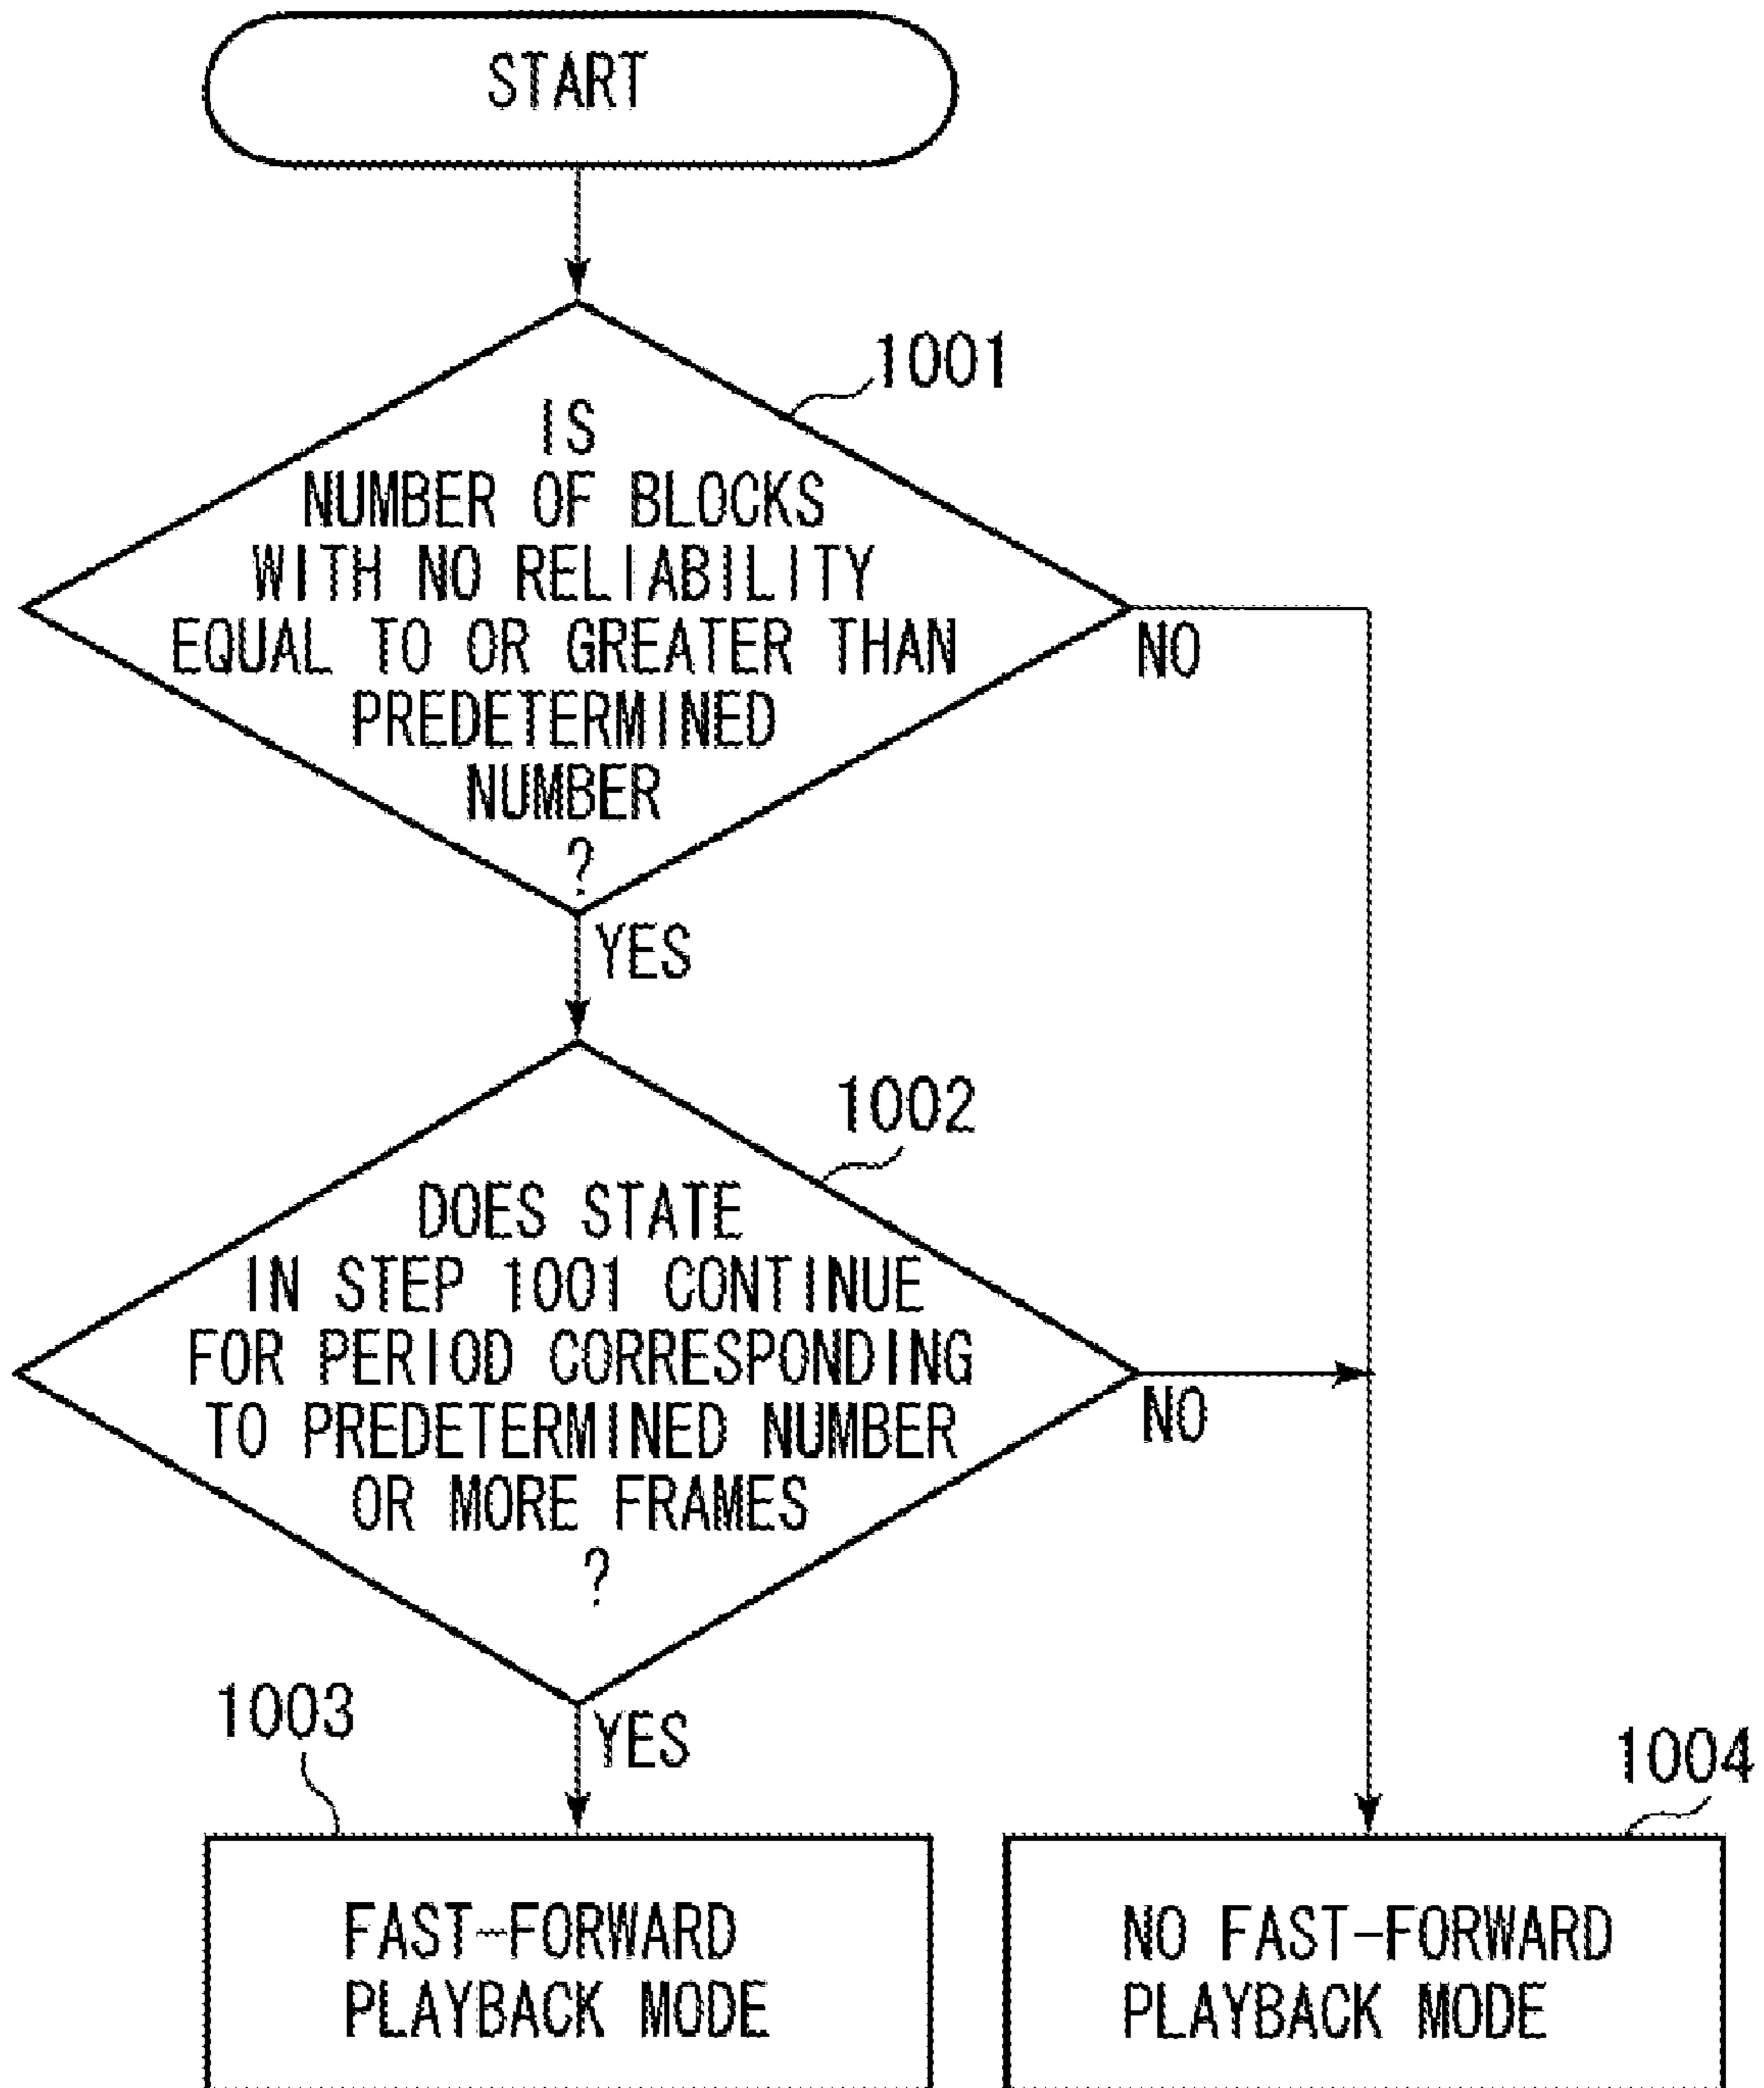 START
1001
IS
NUMBER OF BLOCKS
WITH NO RELIABILITY
EQUAL TO OR GREATER THAN
PREDETERMINED
NUMBER
?
NO
YES
1002
DOES STATE
IN STEP 1001 CONTINUE
FOR PERIOD CORRESPONDING
TO PREDETERMINED NUMBER
OR MORE FRAMES
?
NO
YES
1003
FAST-FORWARD
PLAYBACK MODE
1004
NO FAST-FORWARD
PLAYBACK MODE